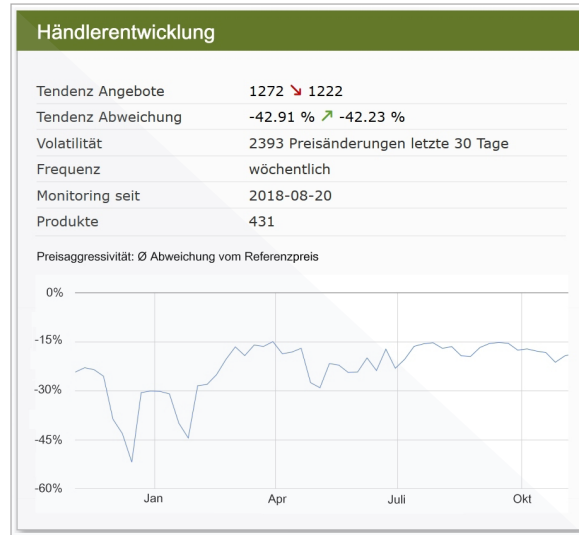 Händlerentwicklung
Tendenz Angebote 1272 ↘ 1222
Tendenz Abweichung -42.91 % ↗ -42.23 %
Volatilität 2393 Preisänderungen letzte 30 Tage
Frequenz wöchentlich
Monitoring seit 2018-08-20
Produkte 431
Preisaggressivität: Ø Abweichung vom Referenzpreis
0%
-15%
-30%
-45%
-60%
Jan Apr Juli Okt